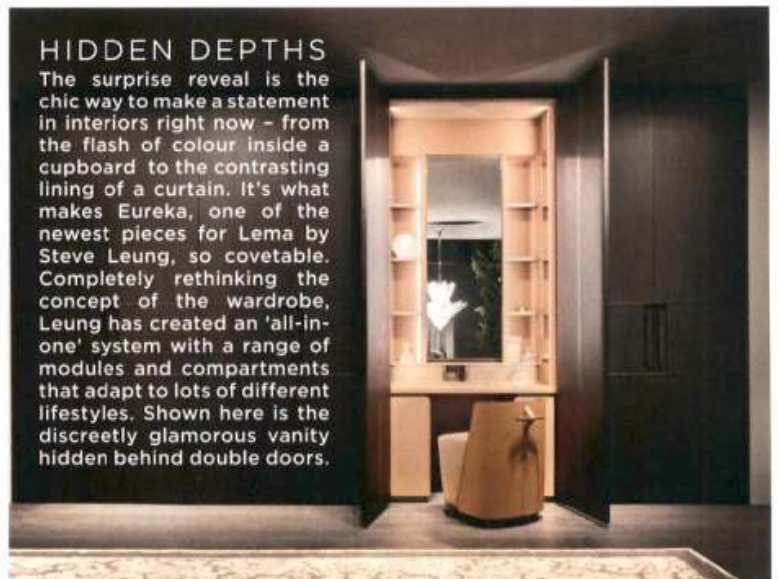 HIDDEN DEPTHS
The surprise reveal is the
chic way to make a statement
in interiors right now – from
the flash of colour inside a
cupboard to the contrasting
lining of a curtain. It's what
makes Eureka, one of the
newest pieces for Lema by
Steve Leung, so covetable.
Completely rethinking the
concept of the wardrobe,
Leung has created an 'all-in-
one' system with a range of
modules and compartments
that adapt to lots of different
lifestyles. Shown here is the
discreetly glamorous vanity
hidden behind double doors.